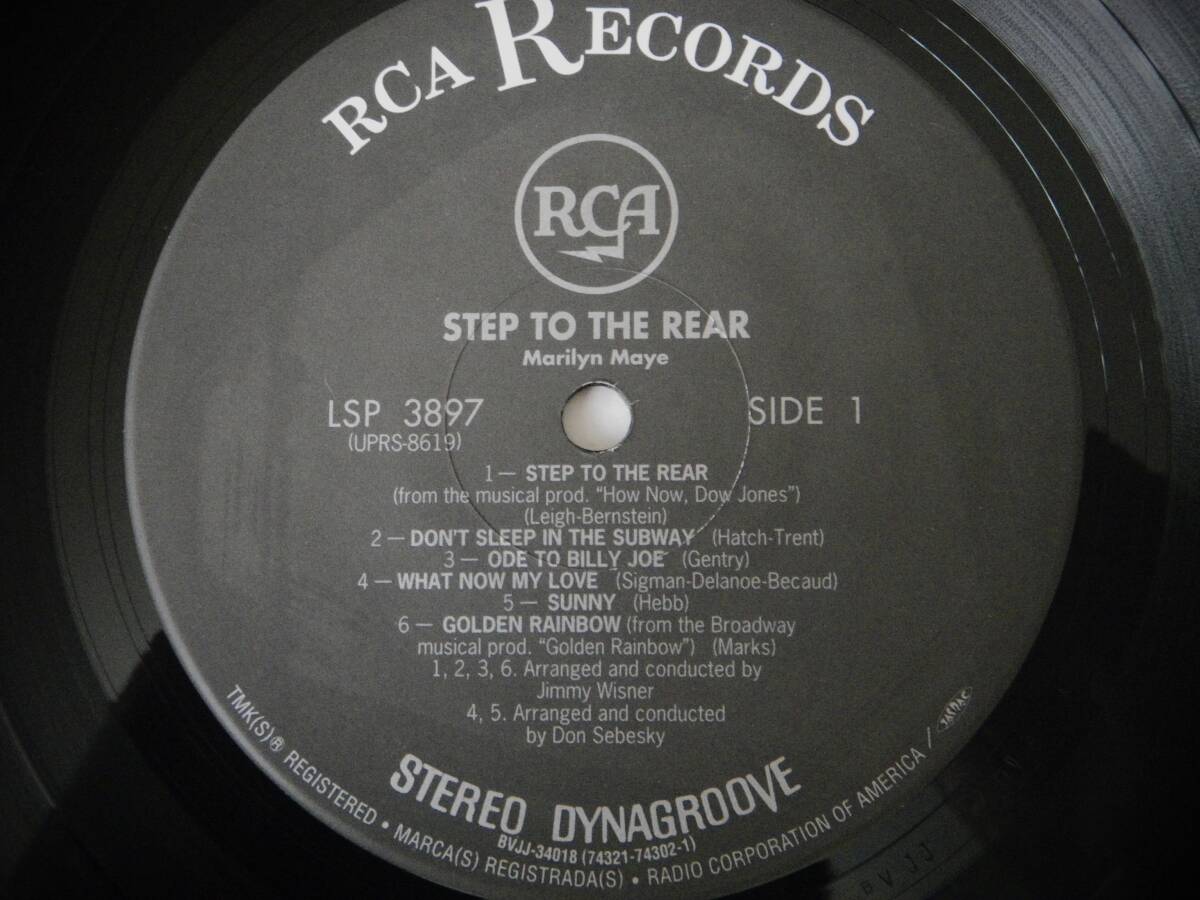 RCA RECORDS
RCA
STEP TO THE REAR
Marilyn Maye
LSP 3897
SIDE 1
(UPRS-8619)
1— STEP TO THE REAR
(from the musical prod. “How Now, Dow Jones”)
(Leigh-Bernstein)
2— DON'T SLEEP IN THE SUBWAY (Hatch-Trent)
3— ODE TO BILLY JOE (Gentry)
4—WHAT NOW MY LOVE (Sigman-Delanoe-Becaud)
5— SUNNY (Hebb)
6— GOLDEN RAINBOW (from the Broadway
musical prod. “Golden Rainbow”) (Marks)
1, 2, 3, 6. Arranged and conducted by
Jimmy Wisner
4, 5. Arranged and conducted
by Don Sebesky
STEREO DYNAGROOVE
BVJJ-34018 (74321-74302-1)
TMK(S)® REGISTERED • MARCA(S) REGISTRADA(S) • RADIO CORPORATION OF AMERICA / JASRAC
BVJJ